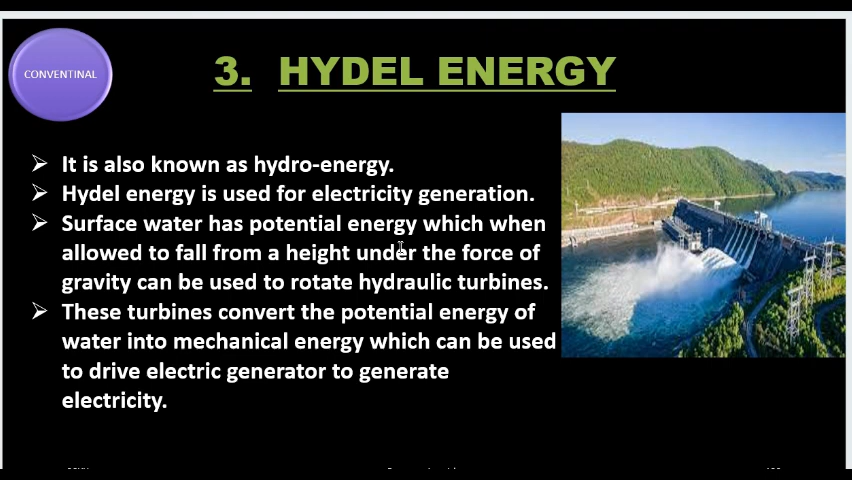 CONVENTINAL
3. HYDEL ENERGY
It is also known as hydro-energy.
Hydel energy is used for electricity generation.
Surface water has potential energy which when
allowed to fall from a height under the force of
gravity can be used to rotate hydraulic turbines.
These turbines convert the potential energy of
water into mechanical energy which can be used
to drive electric generator to generate
electricity.